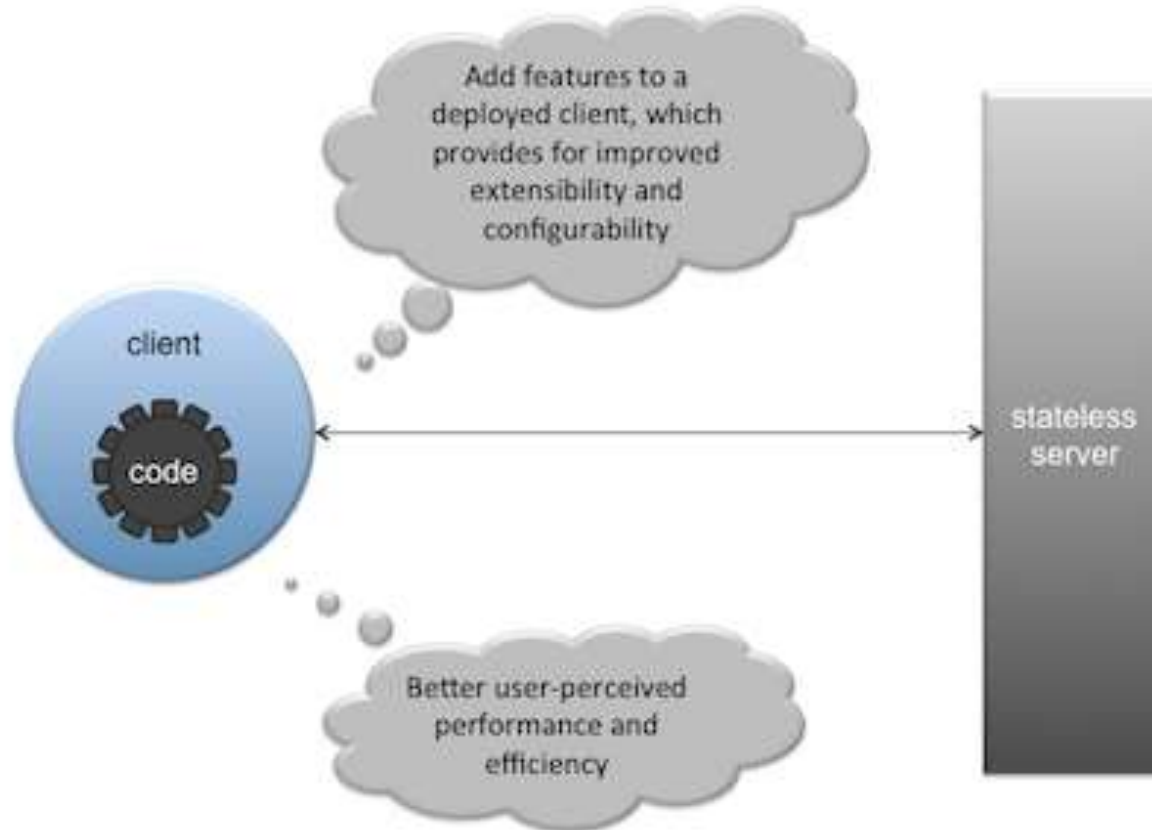 Add features to a
deployed client, which
provides for improved
extensibility and
configurability
client
code
stateless
server
Better user-perceived
performance and
efficiency